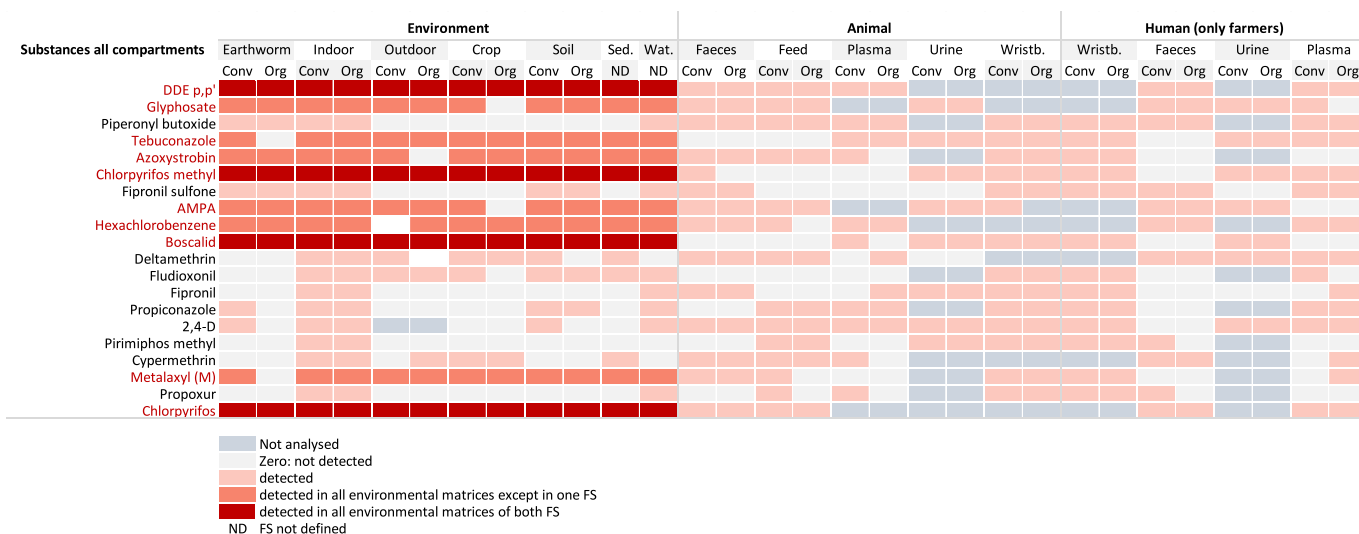 Environment Animal Human (only farmers)
Substances all compartments Earthworm Indoor Outdoor Crop Soil Sed. Wat. Faeces Feed Plasma Urine Wristb. Wristb. Faeces Urine Plasma
Conv Org Conv Org Conv Org Conv Org Conv Org ND ND Conv Org Conv Org Conv Org Conv Org Conv Org Conv Org Conv Org Conv Org Conv Org
DDE p,p'
Glyphosate
Piperonyl butoxide
Tebuconazole
Azoxystrobin
Chlorpyrifos methyl
Fipronil sulfone
AMPA
Hexachlorobenzene
Boscalid
Deltamethrin
Fludioxonil
Fipronil
Propiconazole
2,4-D
Pirimiphos methyl
Cypermethrin
Metalaxyl (M)
Propoxur
Chlorpyrifos
Not analysed
Zero: not detected
detected
detected in all environmental matrices except in one FS
detected in all environmental matrices of both FS
ND FS not defined